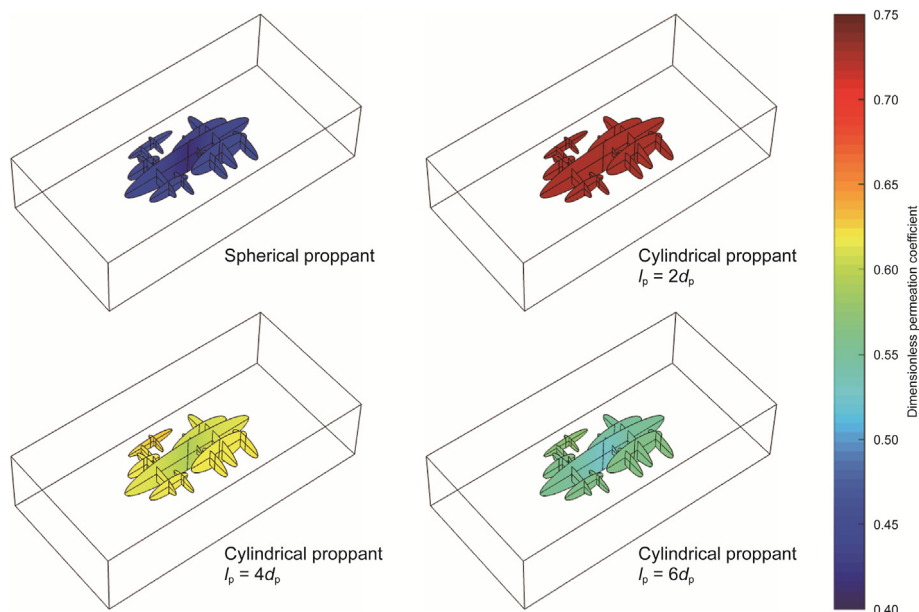 Spherical proppant
Cylindrical proppant
lp = 2dp
Cylindrical proppant
lp = 4dp
Cylindrical proppant
lp = 6dp
0.75
0.70
0.65
0.60
0.55
0.50
0.45
0.40
Dimensionless permeation coefficient